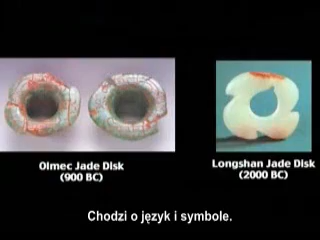 Olmec Jade Disk
(900 BC)
Longshan Jade Disk
(2000 BC)
Chodzi o język i symbole.